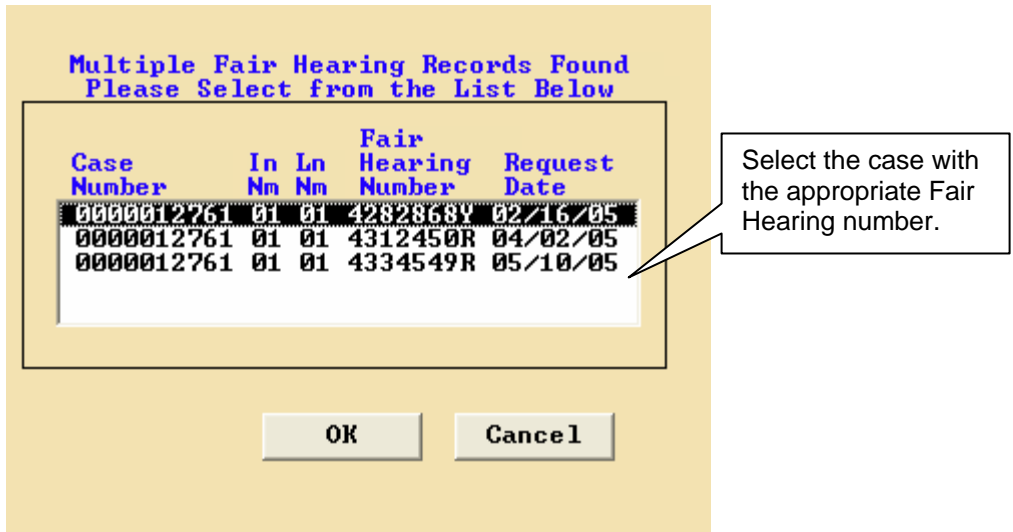 Multiple Fair Hearing Records Found
Please Select from the List Below
Fair
Case In Ln Hearing Request
Number Nm Nm Number Date
0000012761 01 01 4282868Y 02/16/05
0000012761 01 01 4312450R 04/02/05
0000012761 01 01 4334549R 05/10/05
OK Cancel
Select the case with
the appropriate Fair
Hearing number.